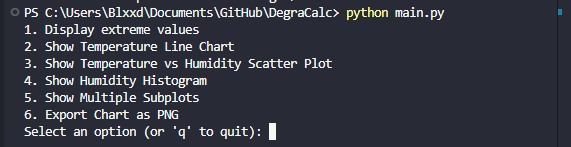 PS C:\Users\Blxxd\Documents\GitHub\DegraCalc> python main.py
1. Display extreme values
2. Show Temperature Line Chart
3. Show Temperature vs Humidity Scatter Plot
4. Show Humidity Histogram
5. Show Multiple Subplots
6. Export Chart as PNG
Select an option (or 'q' to quit):